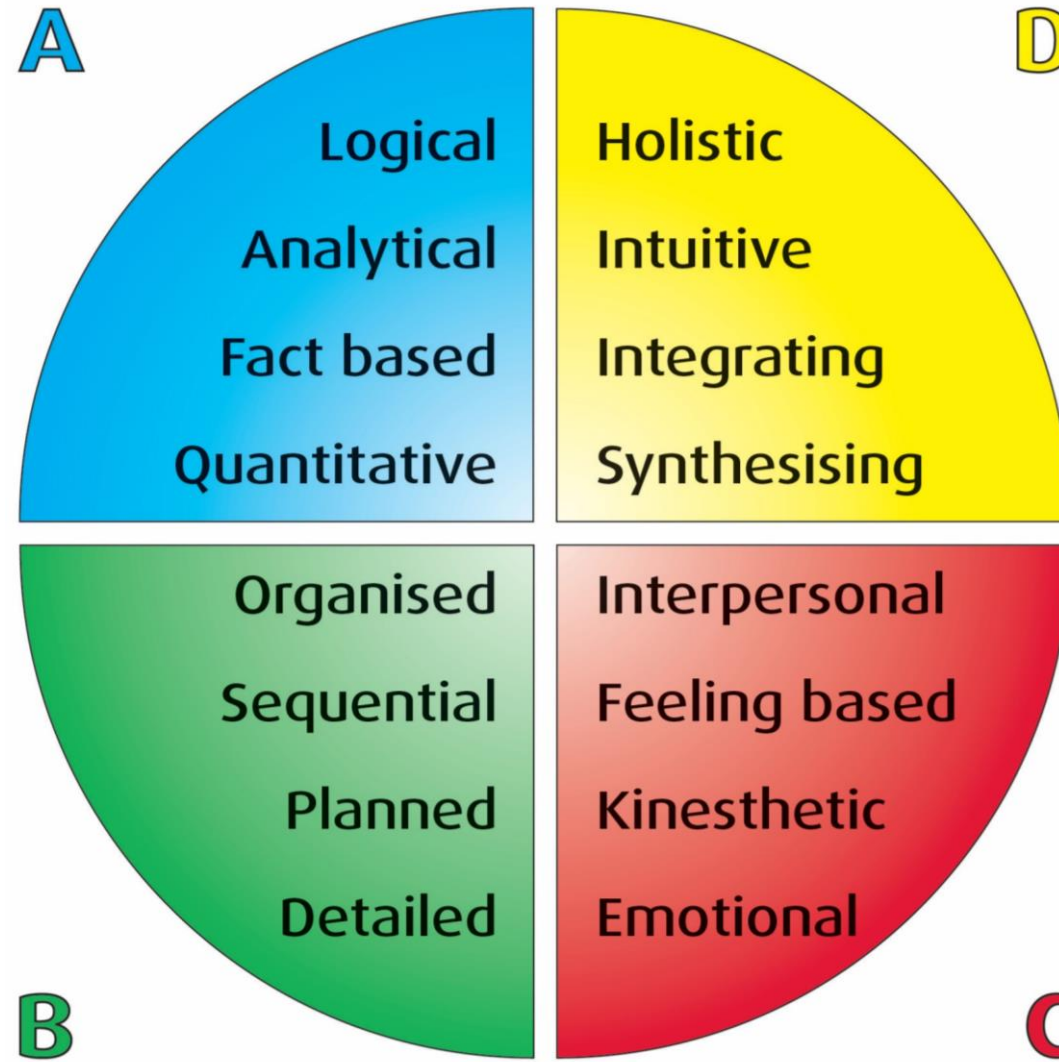 A
D
Logical
Analytical
Fact based
Quantitative
Holistic
Intuitive
Integrating
Synthesising
Organised
Sequential
Planned
Detailed
Interpersonal
Feeling based
Kinesthetic
Emotional
B
C